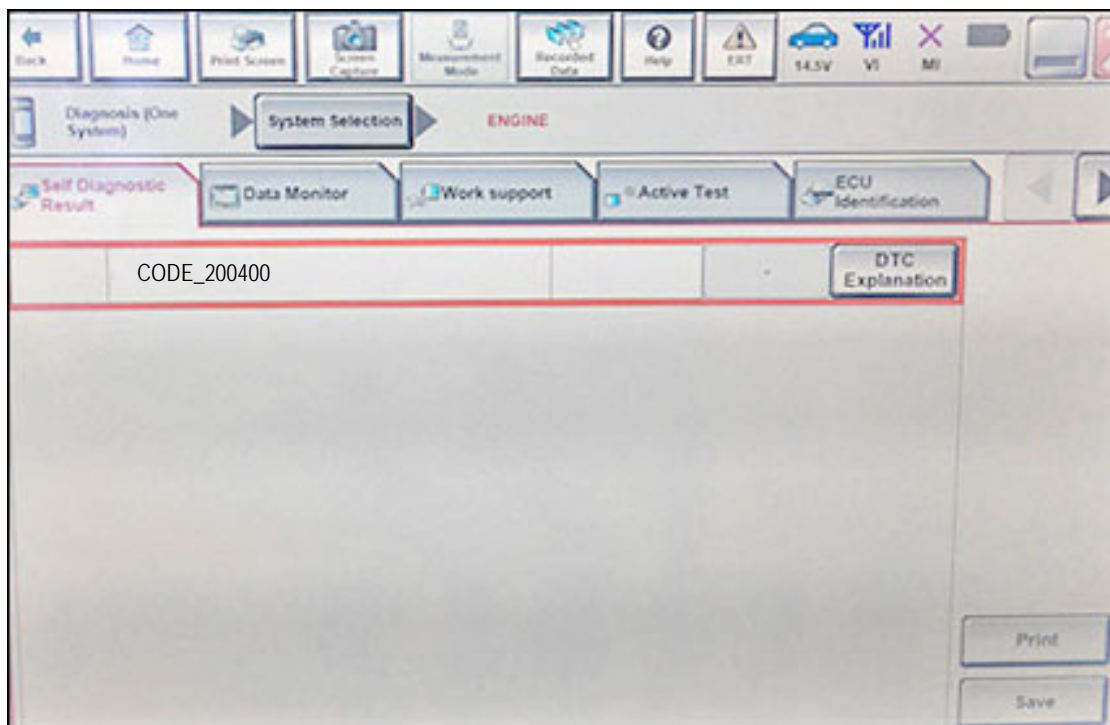 Back
Home
Print Screen
Screen
Capture
Measurement
Mode
Recorded
Data
Help
ERT
14.5V
VI
MI
Diagnosis (One
System)
System Selection
ENGINE
Self Diagnostic
Result
Data Monitor
Work support
Active Test
ECU
Identification
CODE_200400
DTC
Explanation
Print
Save